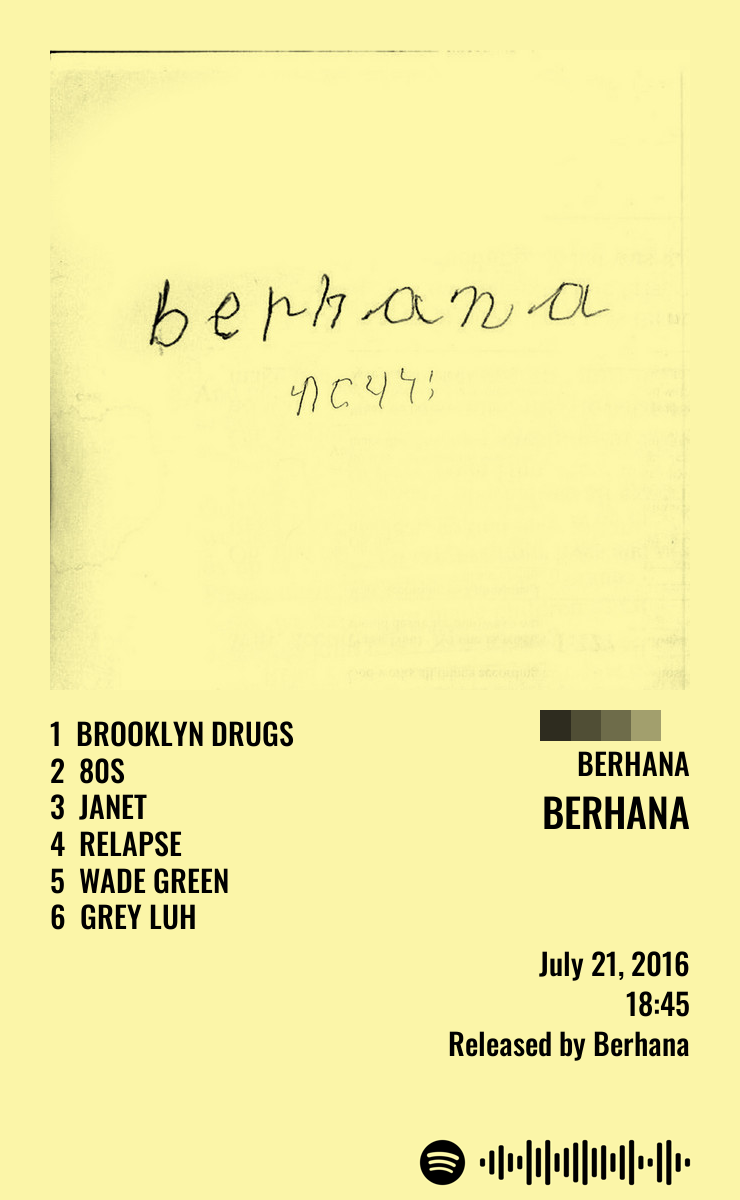 berhana
1 BROOKLYN DRUGS
2 80S
3 JANET
4 RELAPSE
5 WADE GREEN
6 GREY LUH
BERHANA
BERHANA
July 21, 2016
18:45
Released by Berhana